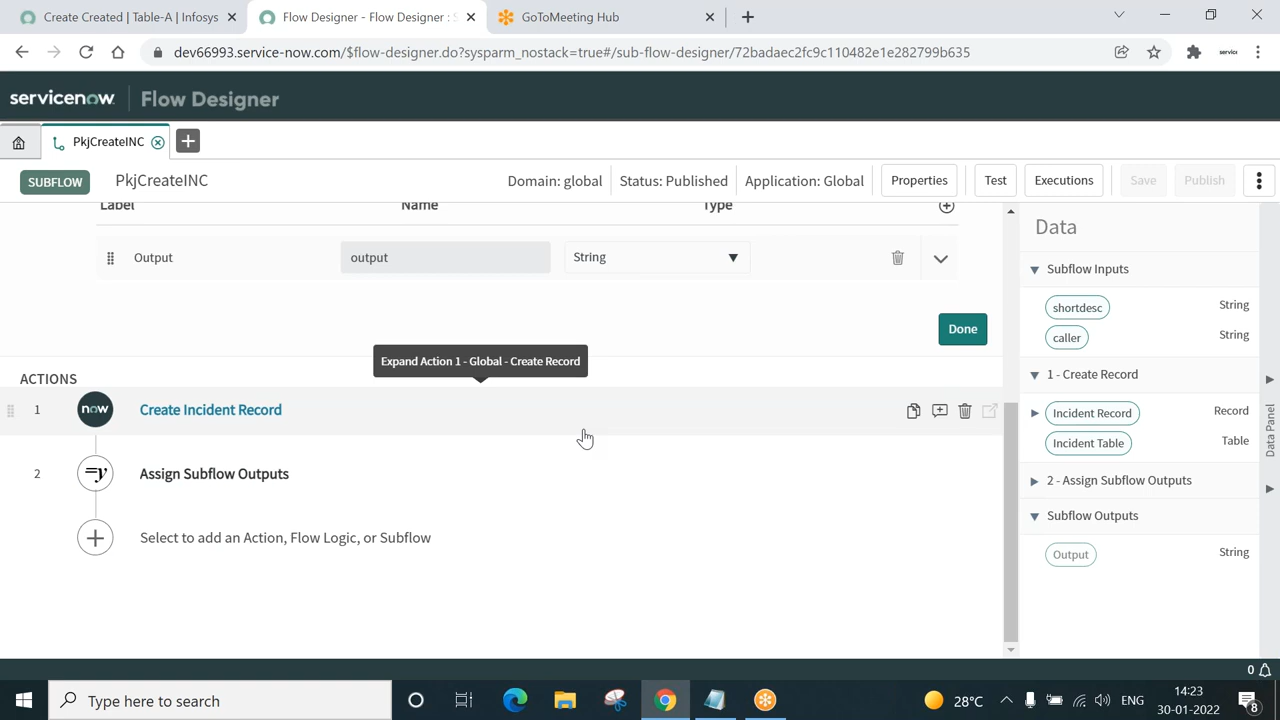 Create Created | Table-A | Infosys
Flow Designer - Flow Designer : S
GoToMeeting Hub
dev66993.service-now.com/$flow-designer.do?sysparm_nostack=true#/sub-flow-designer/72badaec2fc9c110482e1e282799b635
servicenow
Flow Designer
PkjCreateINC
SUBFLOW
PkjCreateINC
Domain: global
Status: Published
Application: Global
Properties
Test
Executions
Save
Publish
Label
Name
Type
Output
output
String
Done
Expand Action 1 - Global - Create Record
ACTIONS
1
now
Create Incident Record
2
Assign Subflow Outputs
Select to add an Action, Flow Logic, or Subflow
Data
Subflow Inputs
shortdesc
String
caller
String
1 - Create Record
Incident Record
Record
Incident Table
Table
2 - Assign Subflow Outputs
Subflow Outputs
Output
String
Data Panel
0
Type here to search
28°C
ENG
14:23
30-01-2022
8